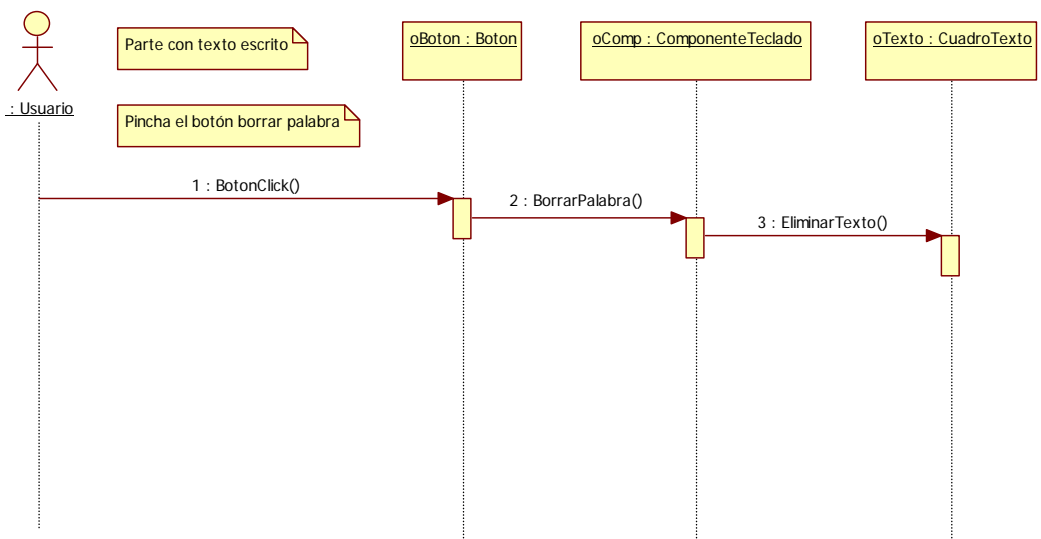 Parte con texto escrito
oBoton : Boton
oComp : ComponenteTeclado
oTexto : CuadroTexto
: Usuario
Pincha el botón borrar palabra
1 : BotonClick()
2 : BorrarPalabra()
3 : EliminarTexto()